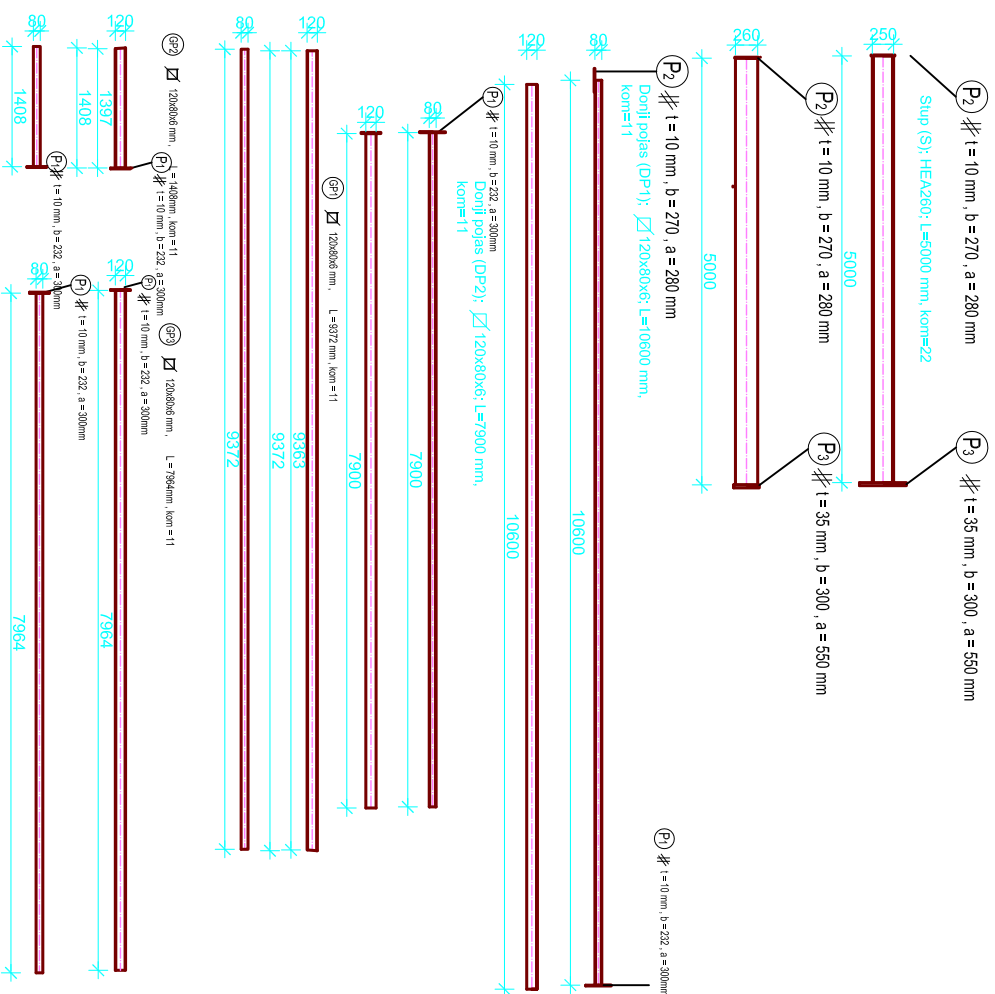 250
P2 # t = 10 mm , b = 270 , a = 280 mm
Stup (S); HEA260; L=5000 mm, kom=22
5000
P3 # t = 35 mm , b = 300 , a = 550 mm
260
P2 # t = 10 mm , b = 270 , a = 280 mm
5000
P3 # t = 35 mm , b = 300 , a = 550 mm
80
P2 # t = 10 mm , b = 270 , a = 280 mm
Donji pojas (DP1); 120x80x6; L=10600 mm,
kom=11
10600
P1 # t = 10 mm , b = 232 , a = 300mm
120
10600
80
P1 # t = 10 mm , b = 232 , a = 300mm
Donji pojas (DP2); 120x80x6; L=7900 mm,
kom=11
7900
120
7900
GP1 120x80x6 mm , L = 9372 mm , kom = 11
120
9363
9372
80
9372
GP2 120x80x6 mm , L = 1408mm , kom = 11
120
1397
1408
P1 # t = 10 mm , b = 232 , a = 300mm
80
1408
P1 # t = 10 mm , b = 232 , a = 300mm
GP3 120x80x6 mm , L = 7964mm , kom = 11
120
P1 # t = 10 mm , b = 232 , a = 300mm
7964
80
P1 # t = 10 mm , b = 232 , a = 300mm
7964